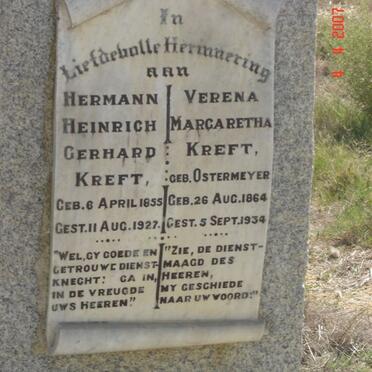 In
Liefdevolle Herinnering
aan
HERMANN
HEINRICH
GERHARD
KREFT,
GEB. 6 APRIL 1855
GEST. 11 AUG. 1927.
"WEL, GY GOEDE EN
GETROUWE DIENST-
KNECHT! GA IN,
IN DE VREUGDE
UWS HEEREN."
VERENA
MARGARETHA
KREFT,
GEB. OSTERMEYER
GEB. 26 AUG. 1864
GEST. 5 SEPT. 1934
"ZIE, DE DIENST-
MAAGD DES
HEEREN,
MY GESCHIEDE
NAAR UW WOORD!"
8 4 2007